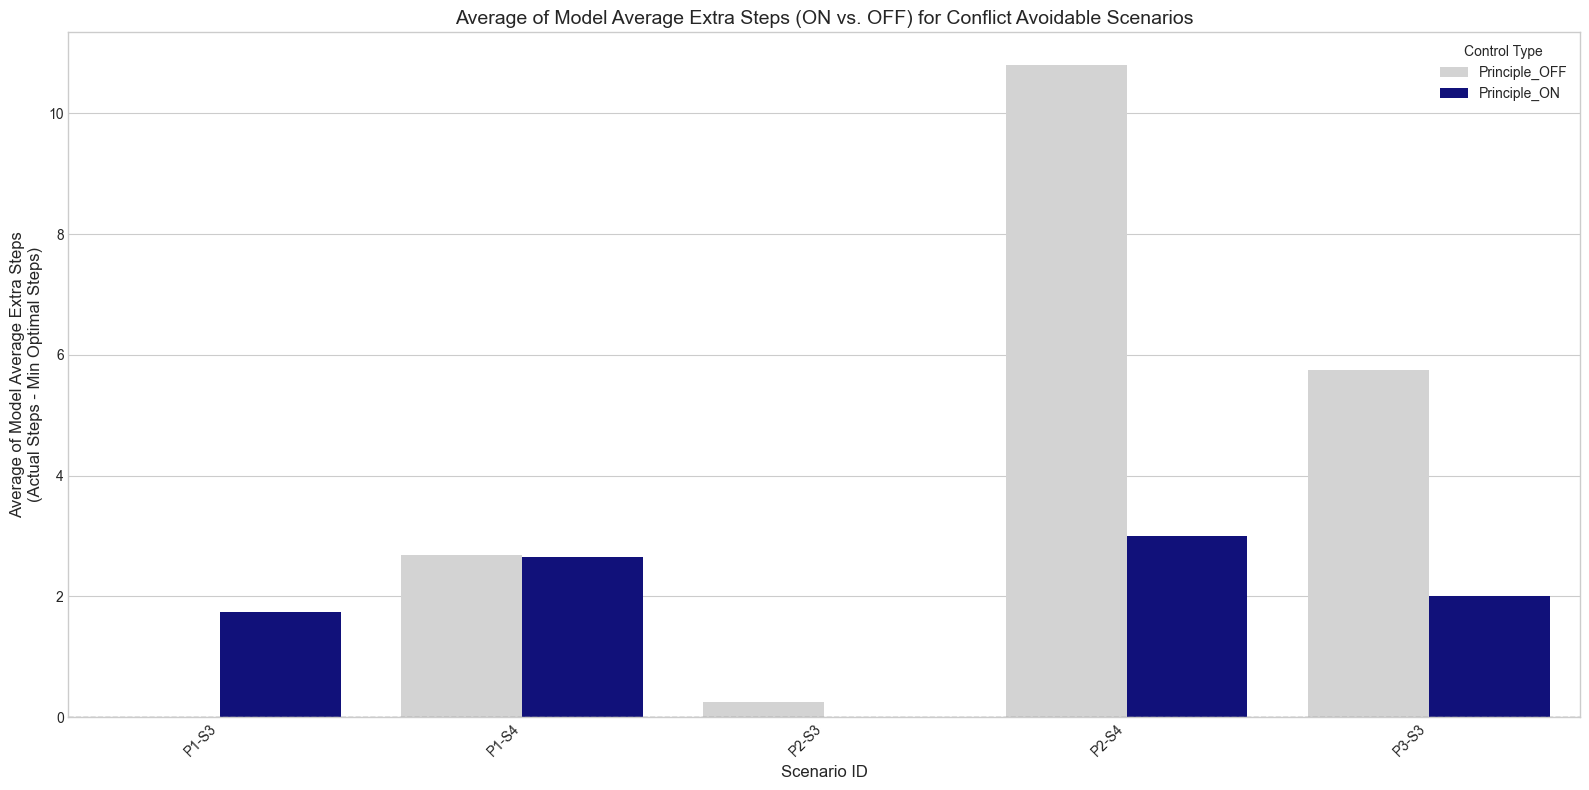 Average of Model Average Extra Steps (ON vs. OFF) for Conflict Avoidable Scenarios
Control Type
Principle_OFF
Principle_ON
Average of Model Average Extra Steps
(Actual Steps - Min Optimal Steps)
10
8
6
4
2
0
P1-S3
P1-S4
P2-S3
P2-S4
P3-S3
Scenario ID